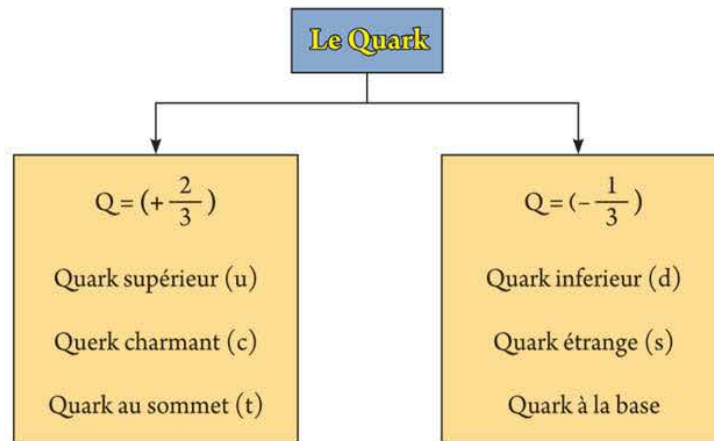 Le Quark
Q = (+ 2/3)
Quark supérieur (u)
Querk charmant (c)
Quark au sommet (t)
Q = (- 1/3)
Quark inferieur (d)
Quark étrange (s)
Quark à la base